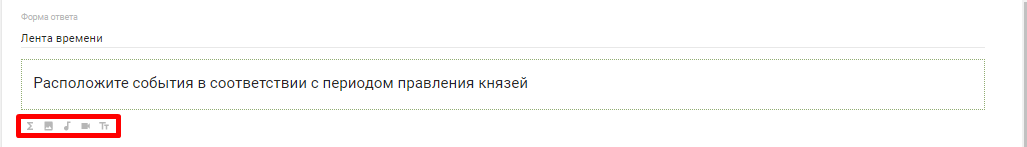 Форма ответа
Лента времени
Расположите события в соответствии с периодом правления князей